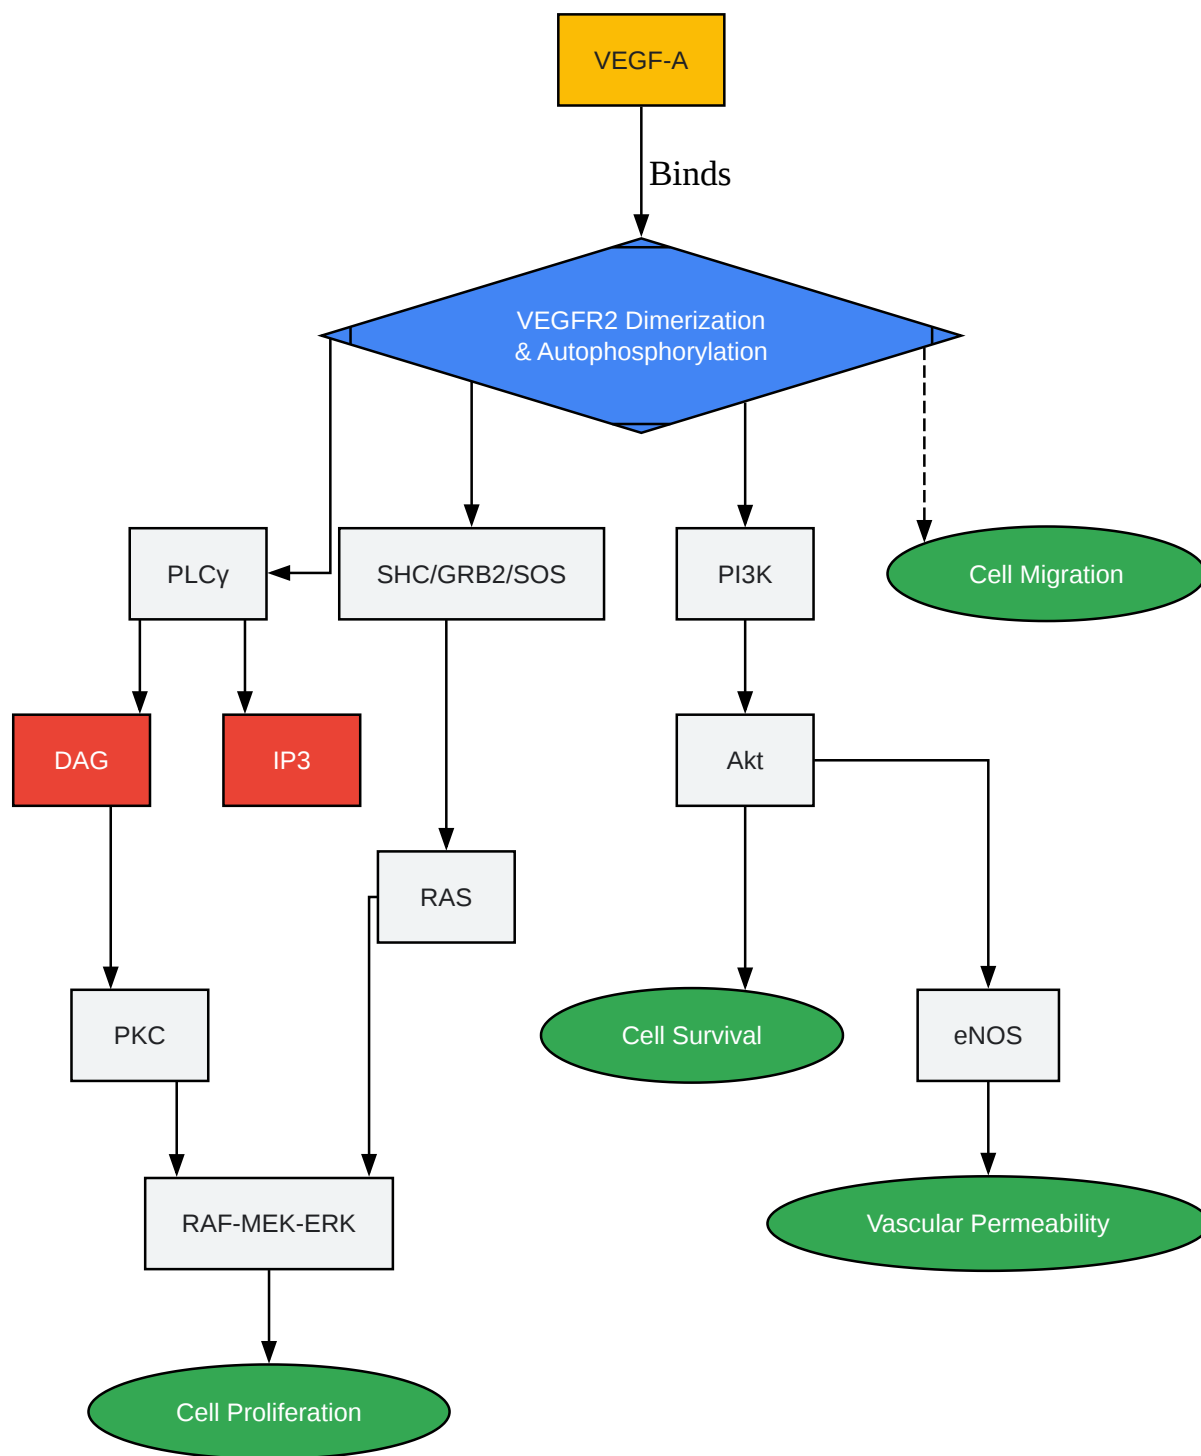 VEGF-A
Binds
VEGFR2 Dimerization
& Autophosphorylation
PLCγ
SHC/GRB2/SOS
PI3K
Cell Migration
DAG
IP3
Akt
RAS
PKC
Cell Survival
eNOS
RAF-MEK-ERK
Vascular Permeability
Cell Proliferation